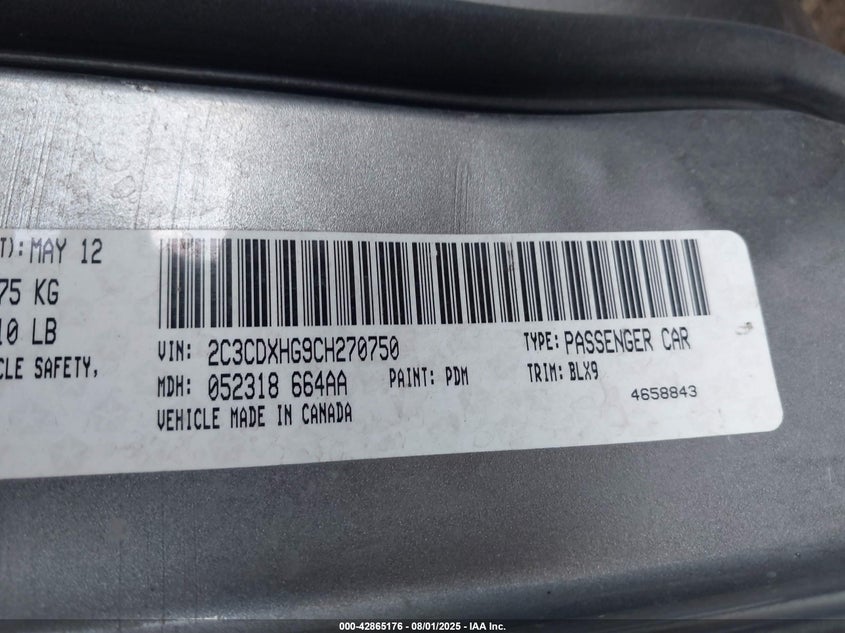 T): MAY 12
75 KG
10 LB
CLE SAFETY,
VIN: 2C3CDXHG9CH270750
TYPE: PASSENGER CAR
MDH: 052318 664AA
PAINT: PDM
TRIM: BLX9
VEHICLE MADE IN CANADA
4658843
000-42865176 - 08/01/2025 - IAA Inc.